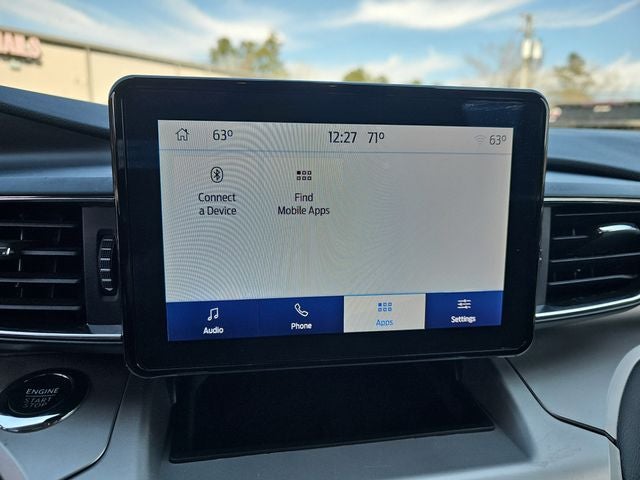 63°
12:27 71°
63°
Connect
a Device
Find
Mobile Apps
Audio
Phone
Apps
Settings
ENGINE
START
STOP